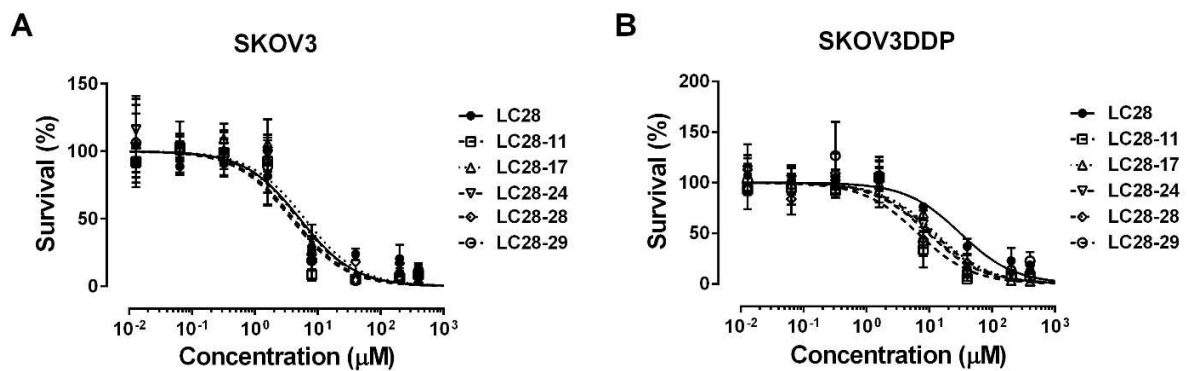 A
SKOV3
Survival (%)
150
100
50
0
10⁻² 10⁻¹ 10⁰ 10¹ 10² 10³
Concentration (μM)
LC28
LC28-11
LC28-17
LC28-24
LC28-28
LC28-29
B
SKOV3DDP
Survival (%)
200
150
100
50
0
10⁻² 10⁻¹ 10⁰ 10¹ 10² 10³
Concentration (μM)
LC28
LC28-11
LC28-17
LC28-24
LC28-28
LC28-29